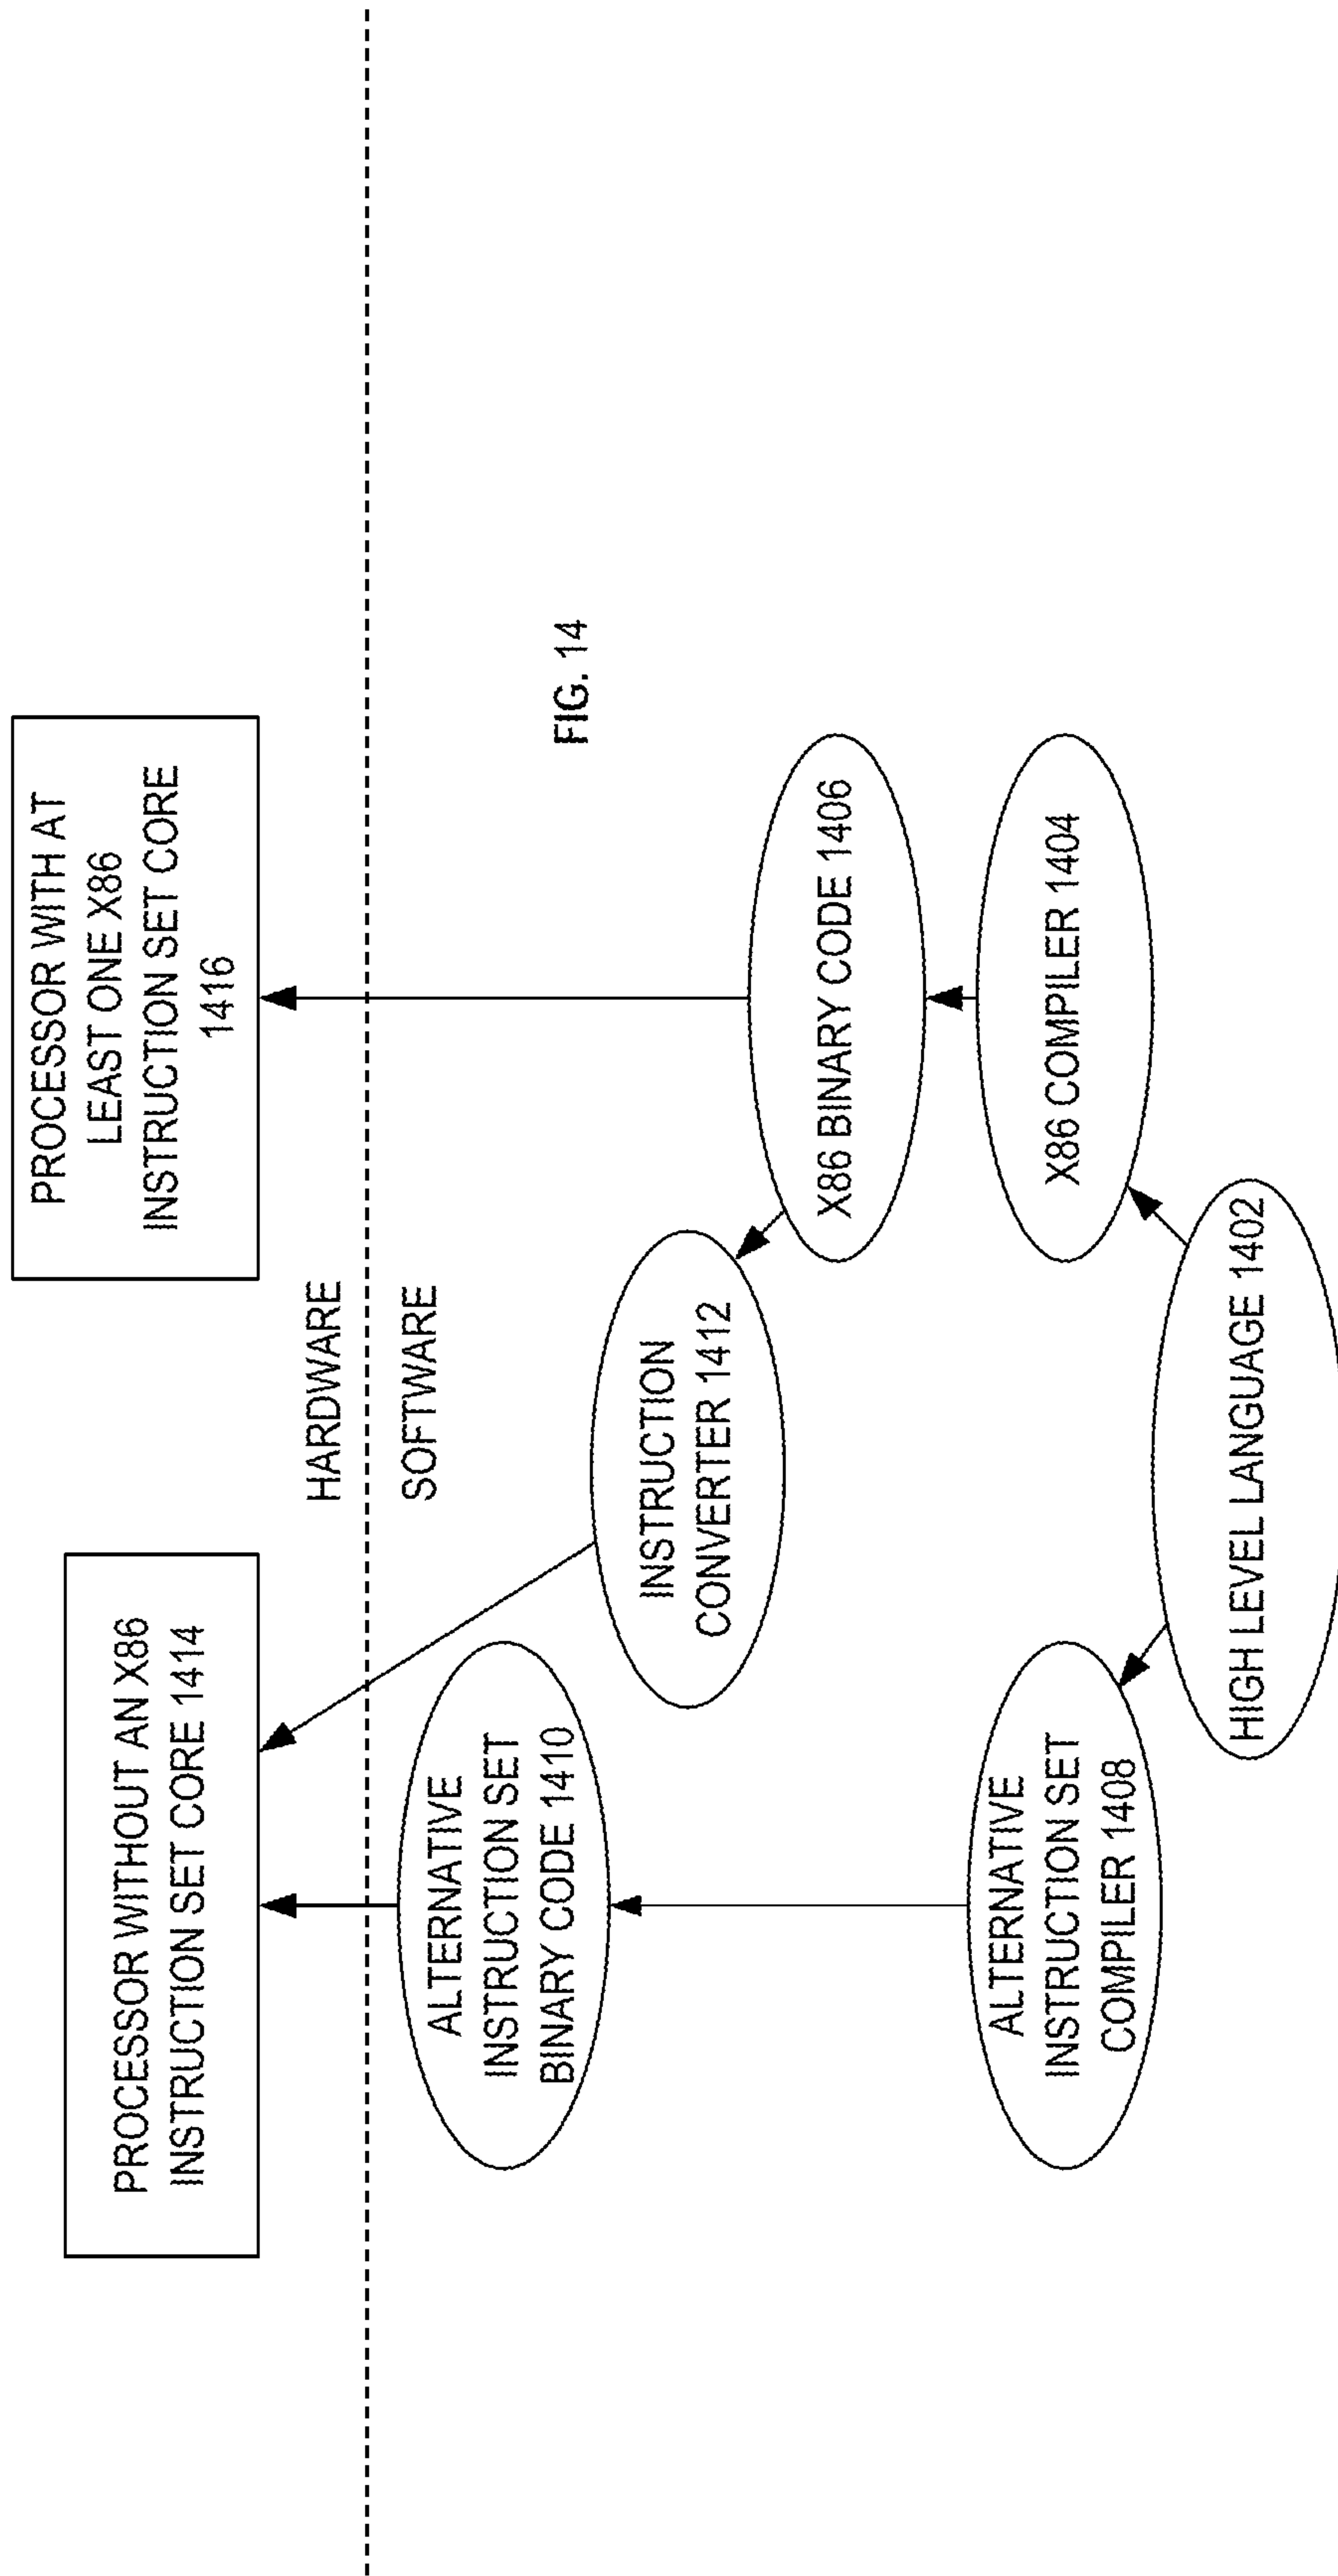 PROCESSOR WITHOUT AN X86
INSTRUCTION SET CORE 1414
PROCESSOR WITH AT
LEAST ONE X86
INSTRUCTION SET CORE
1416
HARDWARE
SOFTWARE
ALTERNATIVE
INSTRUCTION SET
BINARY CODE 1410
INSTRUCTION
CONVERTER 1412
FIG. 14
X86 BINARY CODE 1406
ALTERNATIVE
INSTRUCTION SET
COMPILER 1408
X86 COMPILER 1404
HIGH LEVEL LANGUAGE 1402